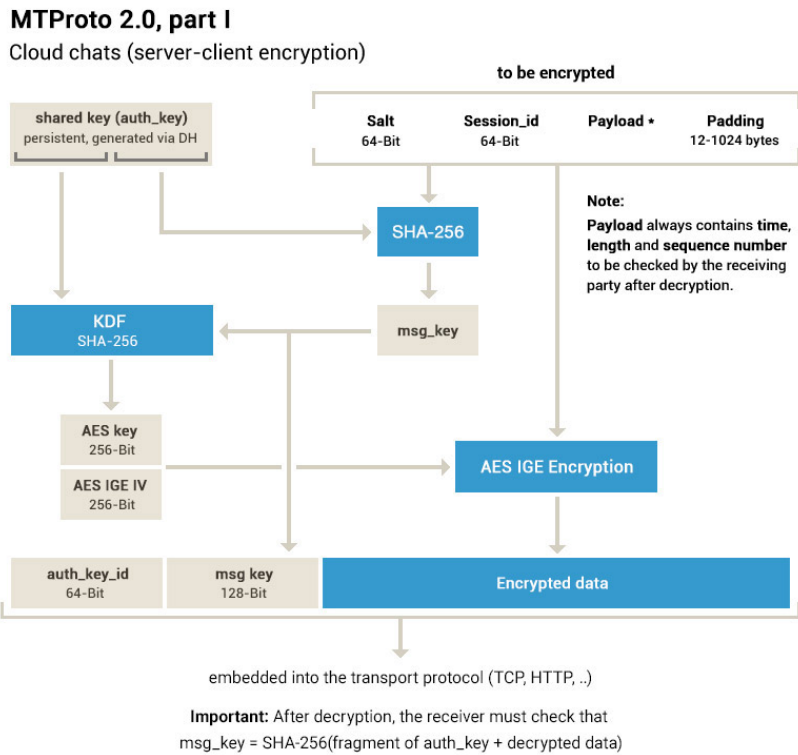 MTProto 2.0, part I
Cloud chats (server-client encryption)
to be encrypted
shared key (auth_key)
persistent, generated via DH
Salt
64-Bit
Session_id
64-Bit
Payload *
Padding
12-1024 bytes
Note:
Payload always contains time,
length and sequence number
to be checked by the receiving
party after decryption.
SHA-256
KDF
SHA-256
msg_key
AES key
256-Bit
AES IGE IV
256-Bit
AES IGE Encryption
auth_key_id
64-Bit
msg key
128-Bit
Encrypted data
embedded into the transport protocol (TCP, HTTP, ..)
Important: After decryption, the receiver must check that
msg_key = SHA-256(fragment of auth_key + decrypted data)